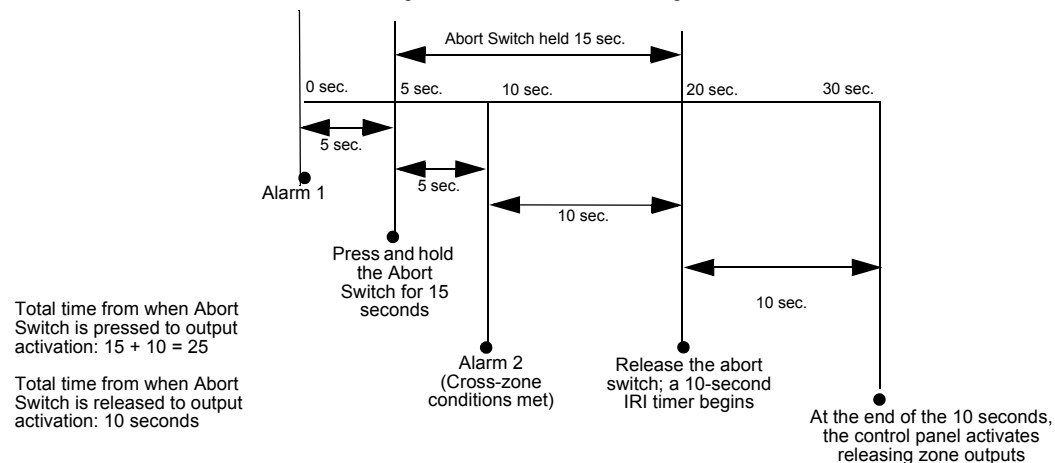 Abort Switch held 15 sec.
0 sec.
5 sec.
10 sec.
20 sec.
30 sec.
5 sec.
Alarm 1
5 sec.
10 sec.
Press and hold
the Abort
Switch for 15
seconds
10 sec.
Total time from when Abort
Switch is pressed to output
activation: 15 + 10 = 25
Total time from when Abort
Switch is released to output
activation: 10 seconds
Alarm 2
(Cross-zone
conditions met)
Release the abort
switch; a 10-second
IRI timer begins
At the end of the 10 seconds,
the control panel activates
releasing zone outputs